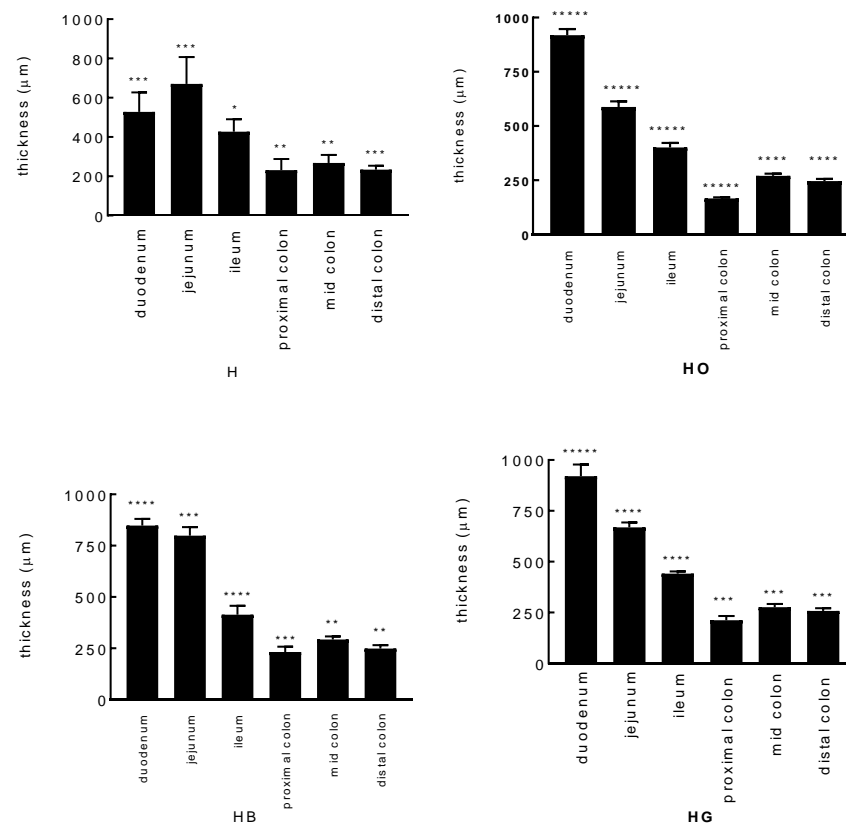 1000
800
600
400
200
0
thickness (μm)
***
***
*
**
**
***
duodenum
jejunum
ileum
proximal colon
mid colon
distal colon
H
1000
750
500
250
0
thickness (μm)
*****
*****
*****
*****
****
****
duodenum
jejunum
ileum
proximal colon
mid colon
distal colon
HO
1000
750
500
250
0
thickness (μm)
****
***
****
***
**
**
duodenum
jejunum
ileum
proximal colon
mid colon
distal colon
HB
1000
750
500
250
0
thickness (μm)
*****
****
****
***
***
***
duodenum
jejunum
ileum
proximal colon
mid colon
distal colon
HG